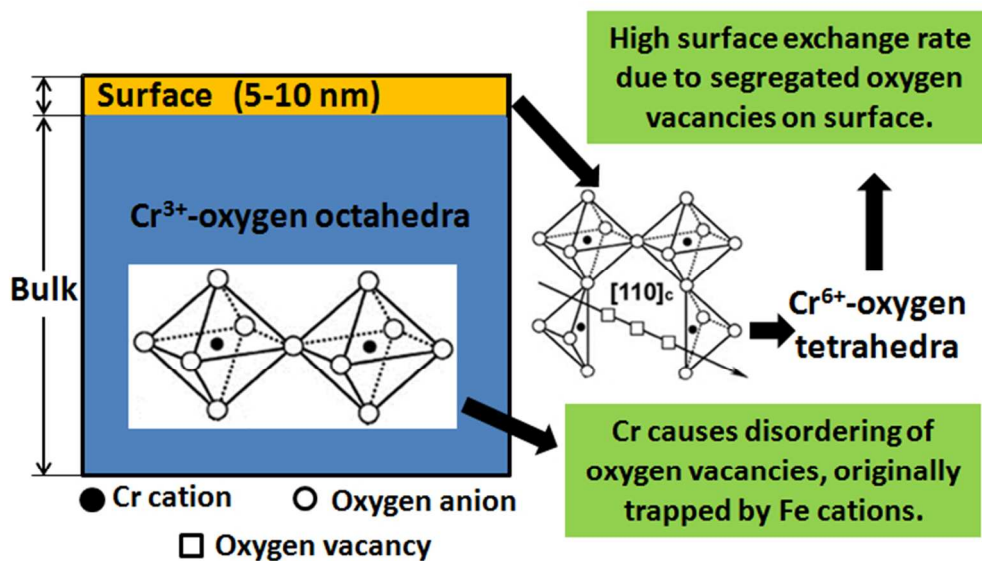 High surface exchange rate
due to segregated oxygen
vacancies on surface.
Surface (5-10 nm)
Cr³⁺-oxygen octahedra
Bulk
[110]c
Cr⁶⁺-oxygen
tetrahedra
Cr causes disordering of
oxygen vacancies, originally
trapped by Fe cations.
Cr cation
Oxygen anion
Oxygen vacancy